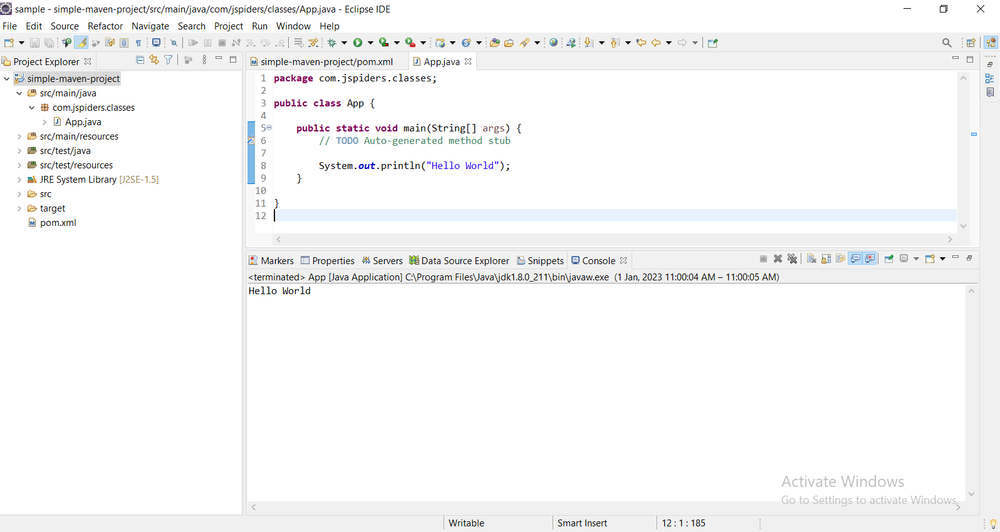 sample - simple-maven-project/src/main/java/com/jspiders/classes/App.java - Eclipse IDE
File Edit Source Refactor Navigate Search Project Run Window Help
Project Explorer
simple-maven-project
src/main/java
com.jspiders.classes
App.java
src/main/resources
src/test/java
src/test/resources
JRE System Library [J2SE-1.5]
src
target
pom.xml
simple-maven-project/pom.xml App.java
1 package com.jspiders.classes;
2
3 public class App {
4
5 public static void main(String[] args) {
6 // TODO Auto-generated method stub
7
8 System.out.println("Hello World");
9 }
10
11 }
12
Markers Properties Servers Data Source Explorer Snippets Console
<terminated> App [Java Application] C:\Program Files\Java\jdk1.8.0_211\bin\javaw.exe (1 Jan, 2023 11:00:04 AM – 11:00:05 AM)
Hello World
Activate Windows
Go to Settings to activate Windows.
Writable Smart Insert 12 : 1 : 185